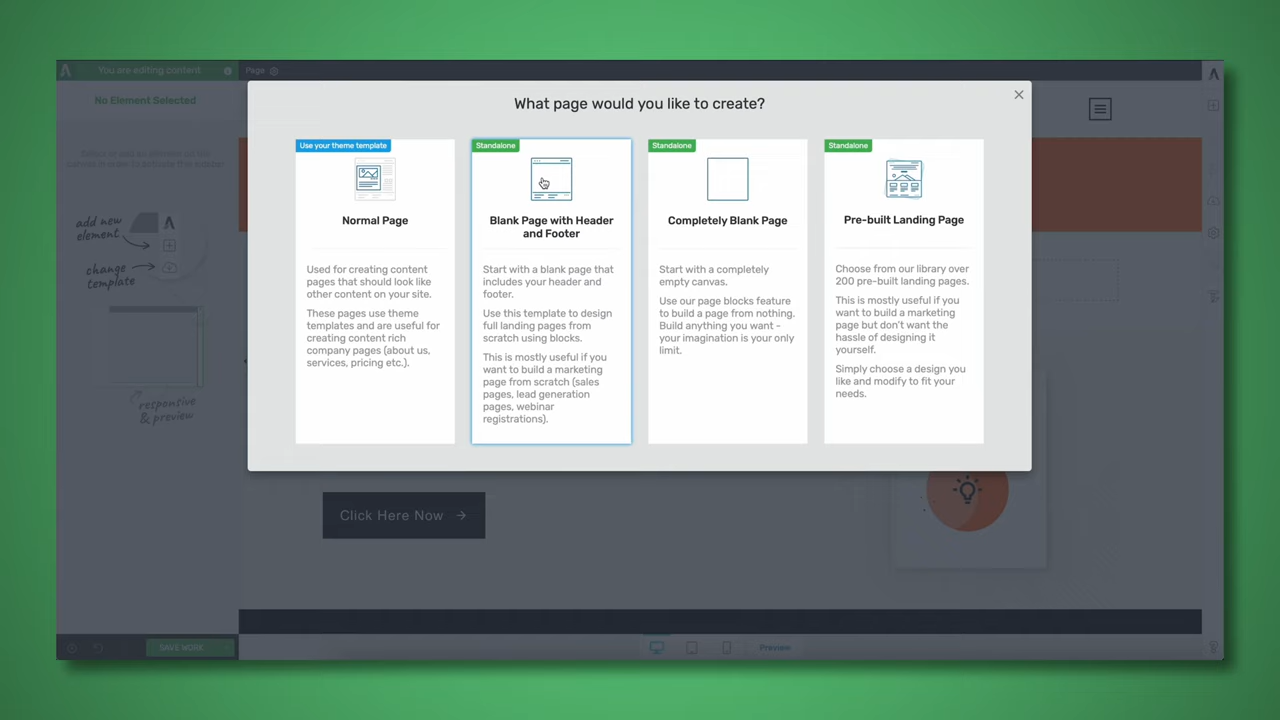 You are editing content
Page
No Element Selected
What page would you like to create?
Use your theme template
Normal Page
Used for creating content
pages that should look like
other content on your site.
These pages use theme
templates and are useful for
creating content rich
company pages (about us,
services, pricing etc.).
Standalone
Blank Page with Header
and Footer
Start with a blank page that
includes your header and
footer.
Use this template to design
full landing pages from
scratch using blocks.
This is mostly useful if you
want to build a marketing
page from scratch (sales
pages, lead generation
pages, webinar
registrations).
Standalone
Completely Blank Page
Start with a completely
empty canvas.
Use our page blocks feature
to build a page from nothing.
Build anything you want -
your imagination is your only
limit.
Standalone
Pre-built Landing Page
Choose from our library over
200 pre-built landing pages.
This is mostly useful if you
want to build a marketing
page but don't want the
hassle of designing it
yourself.
Simply choose a design you
like and modify to fit your
needs.
add new
element
change
template
responsive
& preview
Click Here Now
SAVE WORK
Preview